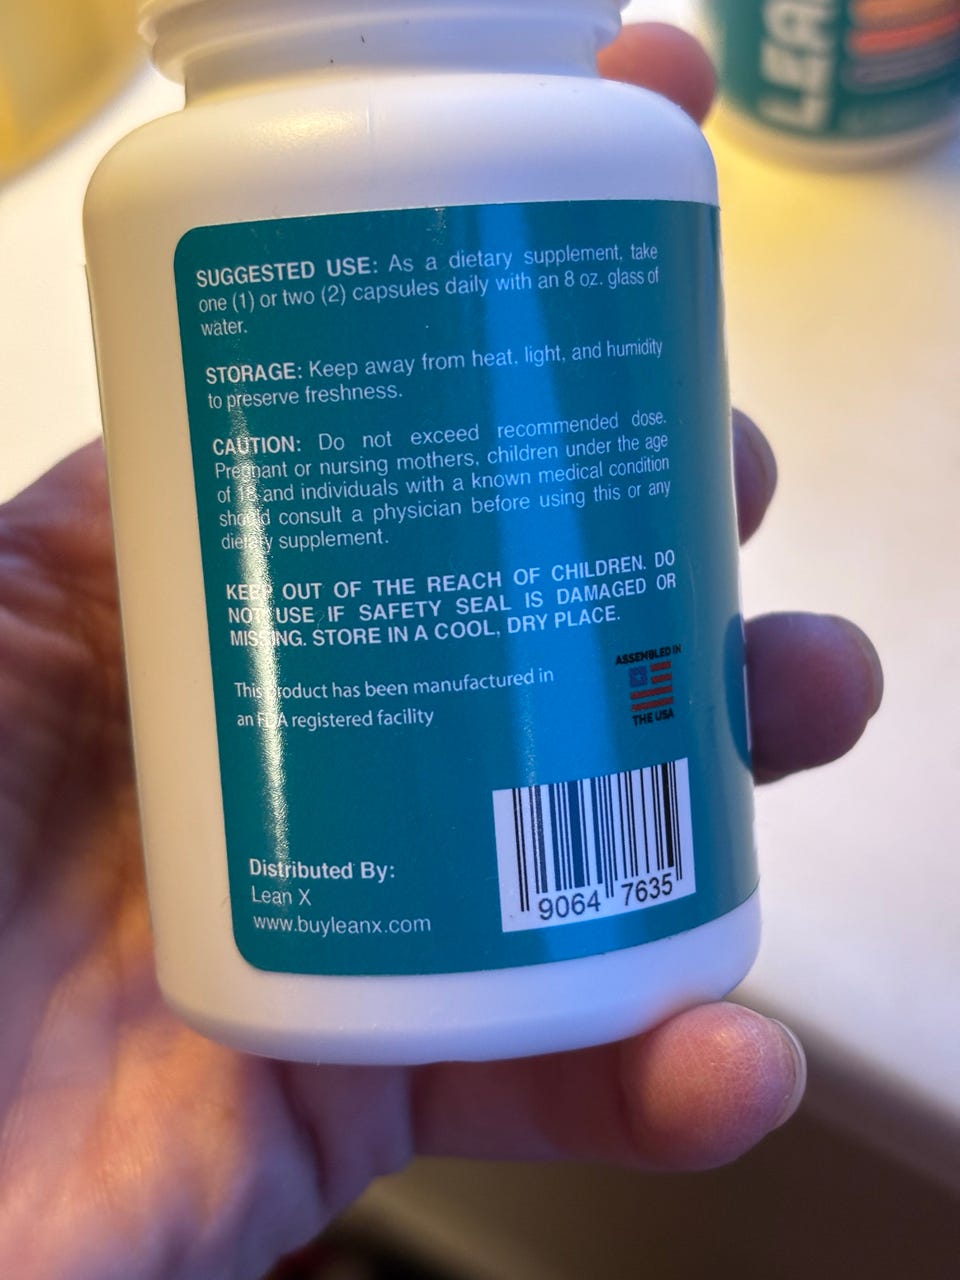 LEA
SUGGESTED USE: As a dietary supplement, take
one (1) or two (2) capsules daily with an 8 oz. glass of
water.
STORAGE: Keep away from heat, light, and humidity
to preserve freshness.
CAUTION: Do not exceed recommended dose.
Pregnant or nursing mothers, children under the age
of 18 and individuals with a known medical condition
should consult a physician before using this or any
dietary supplement.
KEEP OUT OF THE REACH OF CHILDREN. DO
NOT USE IF SAFETY SEAL IS DAMAGED OR
MISSING. STORE IN A COOL, DRY PLACE.
This product has been manufactured in
an FDA registered facility
ASSEMBLED IN
THE USA
Distributed By:
Lean X
www.buyleanx.com
9064 7635